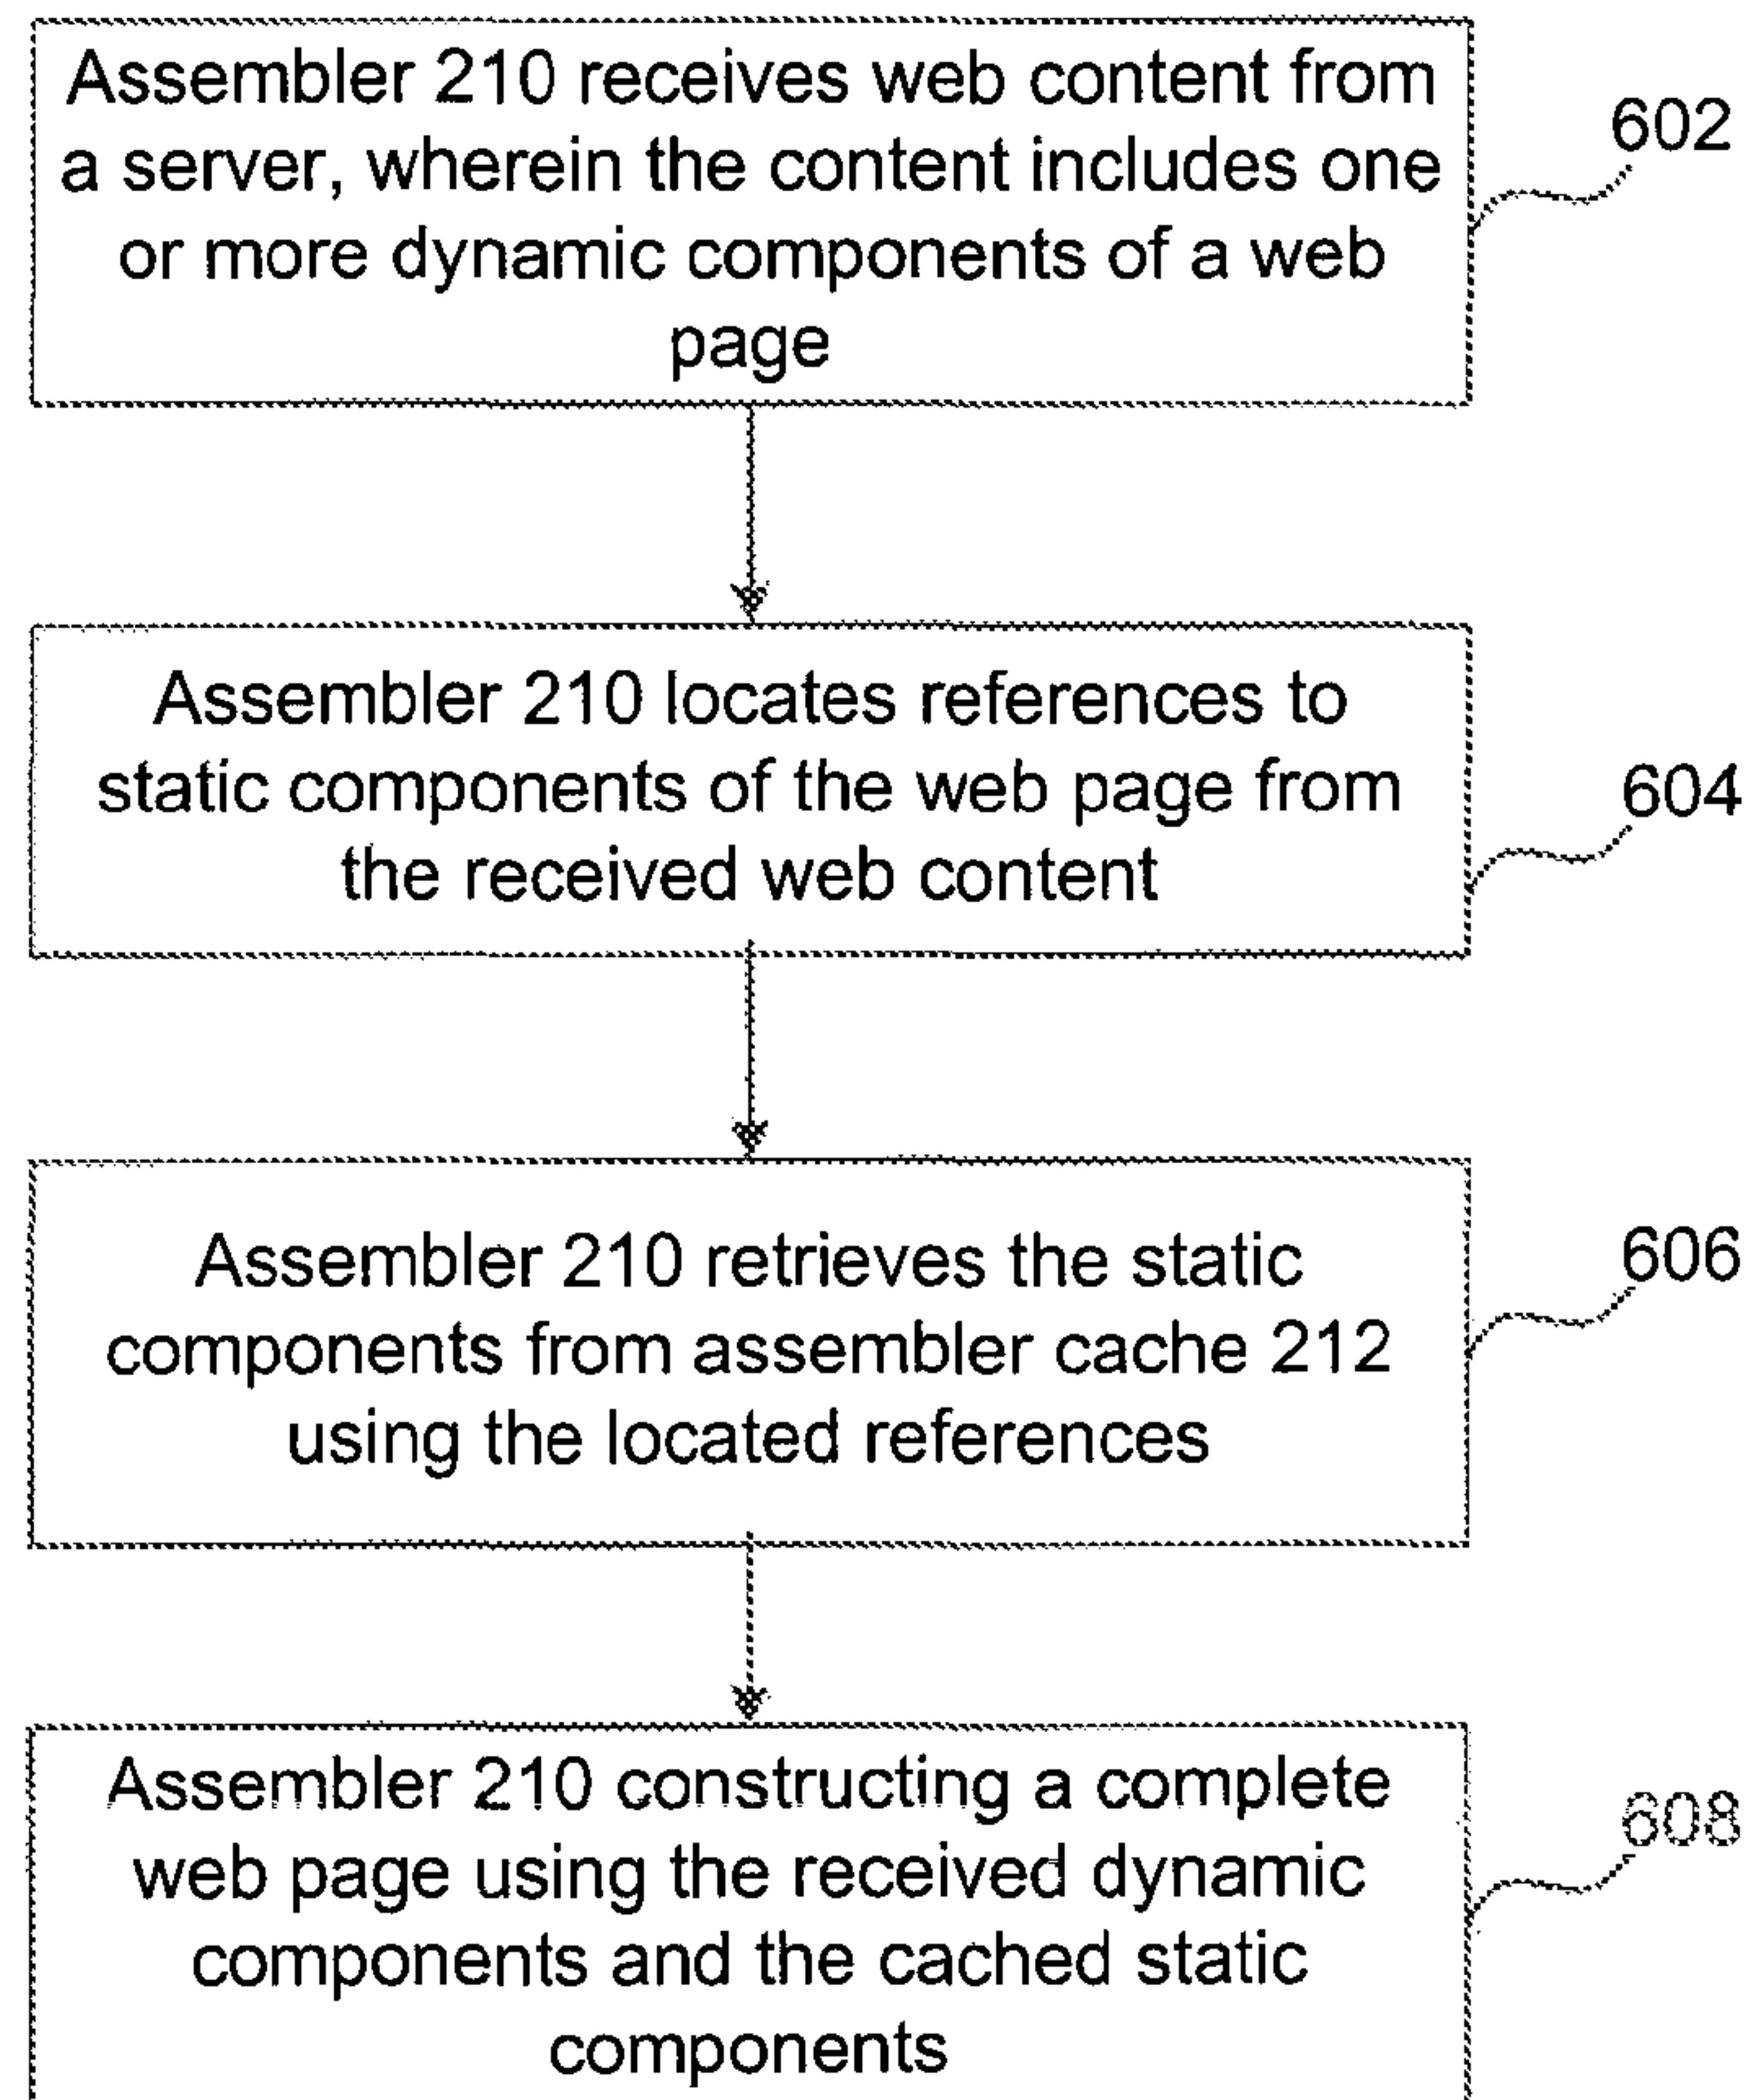 Assembler 210 receives web content from
a server, wherein the content includes one
or more dynamic components of a web
page
602
Assembler 210 locates references to
static components of the web page from
the received web content
604
Assembler 210 retrieves the static
components from assembler cache 212
using the located references
606
Assembler 210 constructing a complete
web page using the received dynamic
components and the cached static
components
608